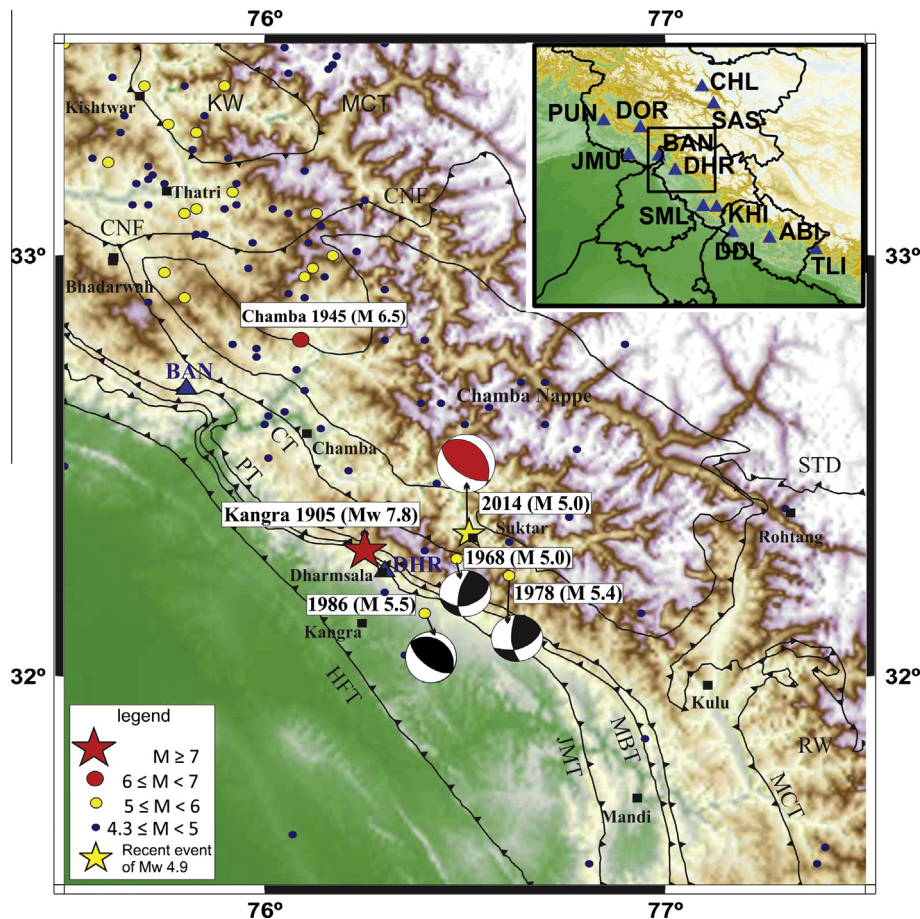 76º 77º
Kishtwar
KW
MCT
Thatri
CNF
CNF
Bhadarwah
33º 33º
Chamba 1945 (M 6.5)
BAN
Chamba Nappe
CT
Chamba
PT
STD
2014 (M 5.0)
Kangra 1905 (Mw 7.8)
Suktar
Rohtang
1968 (M 5.0)
DHR
Dharmsala
1978 (M 5.4)
1986 (M 5.5)
Kangra
32º 32º
HFT
Kulu
MBT
JMT
RW
MCT
Mandi
CHL
PUN
DOR
SAS
BAN
JMU
DHR
SML
KHI
ABI
DDI
TLI
legend
M ≥ 7
6 ≤ M < 7
5 ≤ M < 6
4.3 ≤ M < 5
Recent event
of Mw 4.9
76º 77º